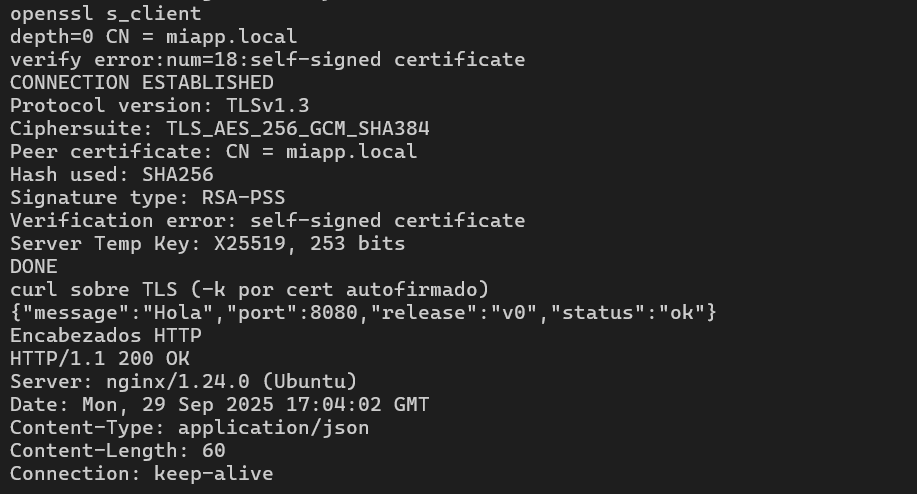 openssl s_client
depth=0 CN = miapp.local
verify error:num=18:self-signed certificate
CONNECTION ESTABLISHED
Protocol version: TLSv1.3
Ciphersuite: TLS_AES_256_GCM_SHA384
Peer certificate: CN = miapp.local
Hash used: SHA256
Signature type: RSA-PSS
Verification error: self-signed certificate
Server Temp Key: X25519, 253 bits
DONE
curl sobre TLS (-k por cert autofirmado)
{"message":"Hola","port":8080,"release":"v0","status":"ok"}
Encabezados HTTP
HTTP/1.1 200 OK
Server: nginx/1.24.0 (Ubuntu)
Date: Mon, 29 Sep 2025 17:04:02 GMT
Content-Type: application/json
Content-Length: 60
Connection: keep-alive